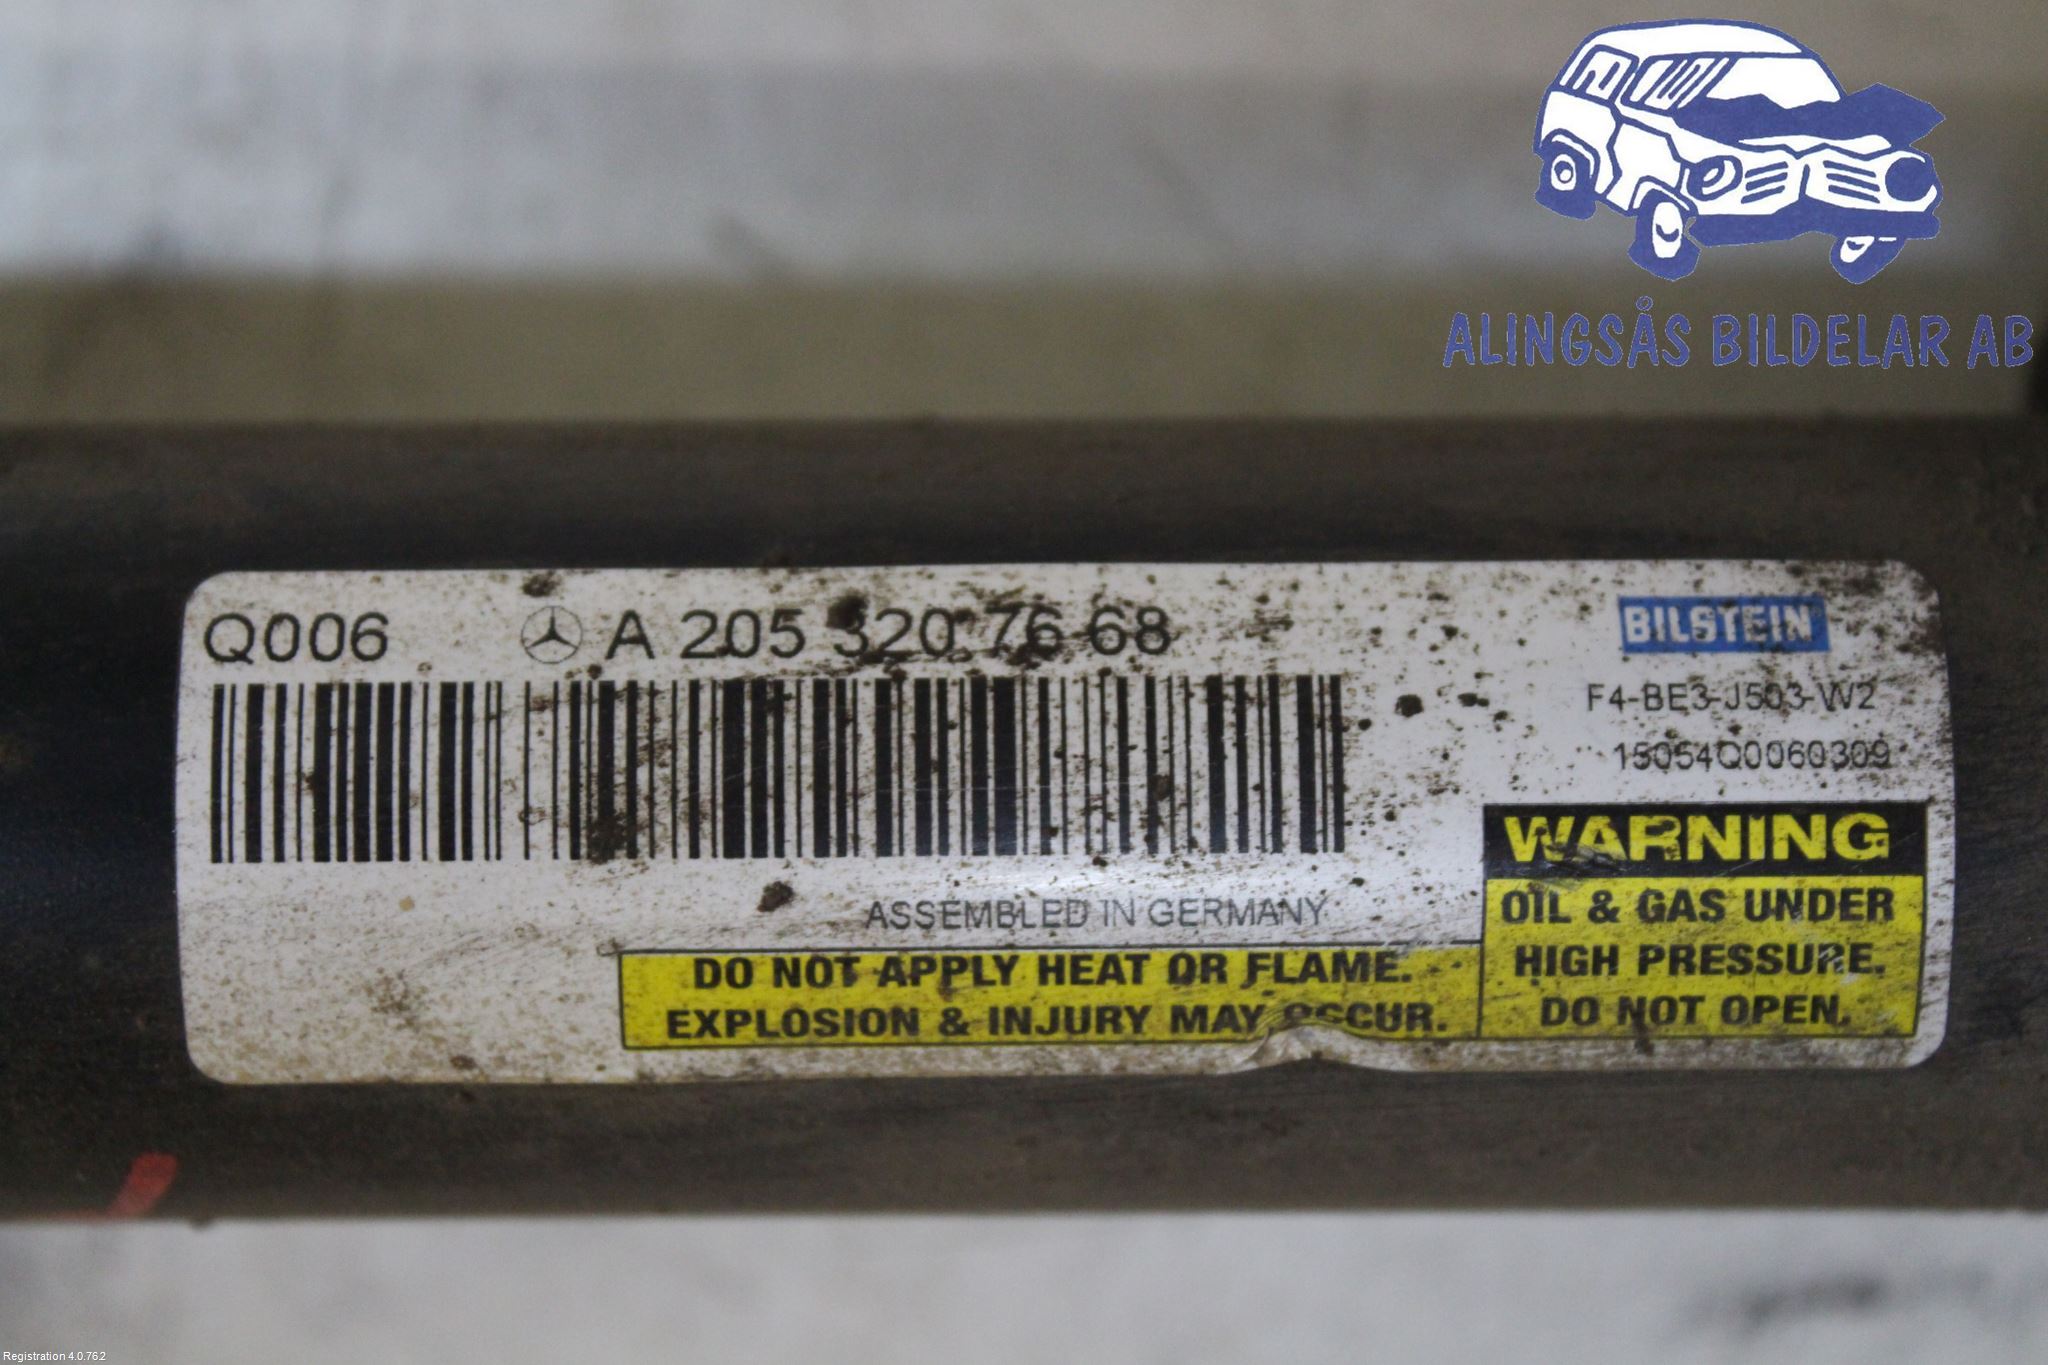 ALINGSÅS BILDELAR AB
Q006 A 205 320 76 68
BILSTEIN
F4-BE3-J503-W2
15054Q0060309
WARNING
OIL & GAS UNDER
HIGH PRESSURE.
DO NOT OPEN.
ASSEMBLED IN GERMANY
DO NOT APPLY HEAT OR FLAME.
EXPLOSION & INJURY MAY OCCUR.
Registration 4.0.762